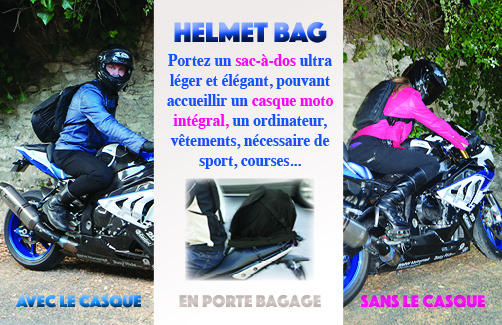 HELMET BAG
Portez un sac-à-dos ultra
léger et élégant, pouvant
accueillir un casque moto
intégral, un ordinateur,
vêtements, nécessaire de
sport, courses...
AVEC LE CASQUE
EN PORTE BAGAGE
SANS LE CASQUE